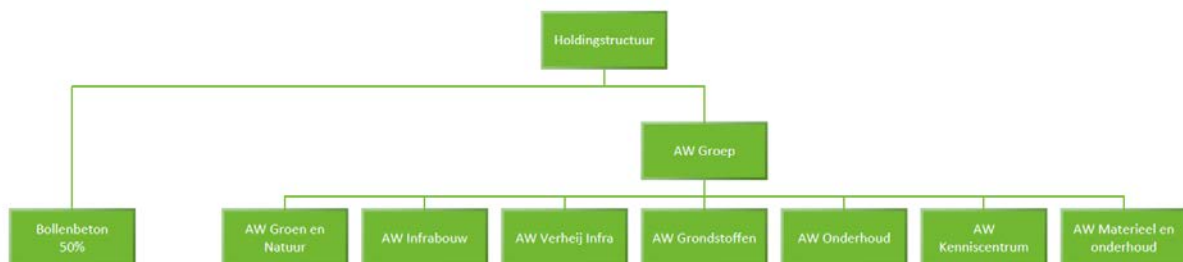 Holdingstructuur
AW Groep
Bollenbeton
50%
AW Groen en
Natuur
AW Infrabouw
AW Verheij Infra
AW Grondstoffen
AW Onderhoud
AW
Kenniscentrum
AW Materieel en
onderhoud